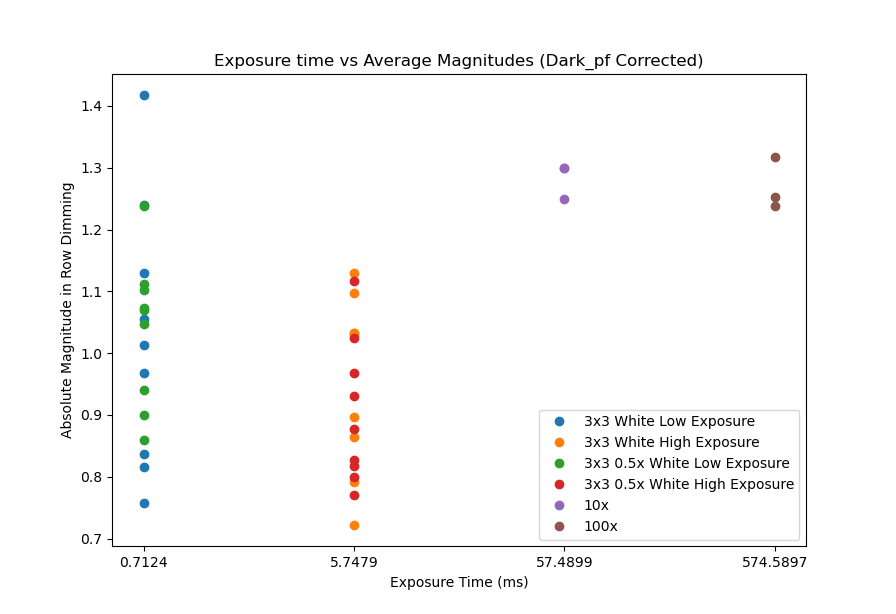 Exposure time vs Average Magnitudes (Dark_pf Corrected)
Absolute Magnitude in Row Dimming
1.4
1.3
1.2
1.1
1.0
0.9
0.8
0.7
3x3 White Low Exposure
3x3 White High Exposure
3x3 0.5x White Low Exposure
3x3 0.5x White High Exposure
10x
100x
0.7124 5.7479 57.4899 574.5897
Exposure Time (ms)